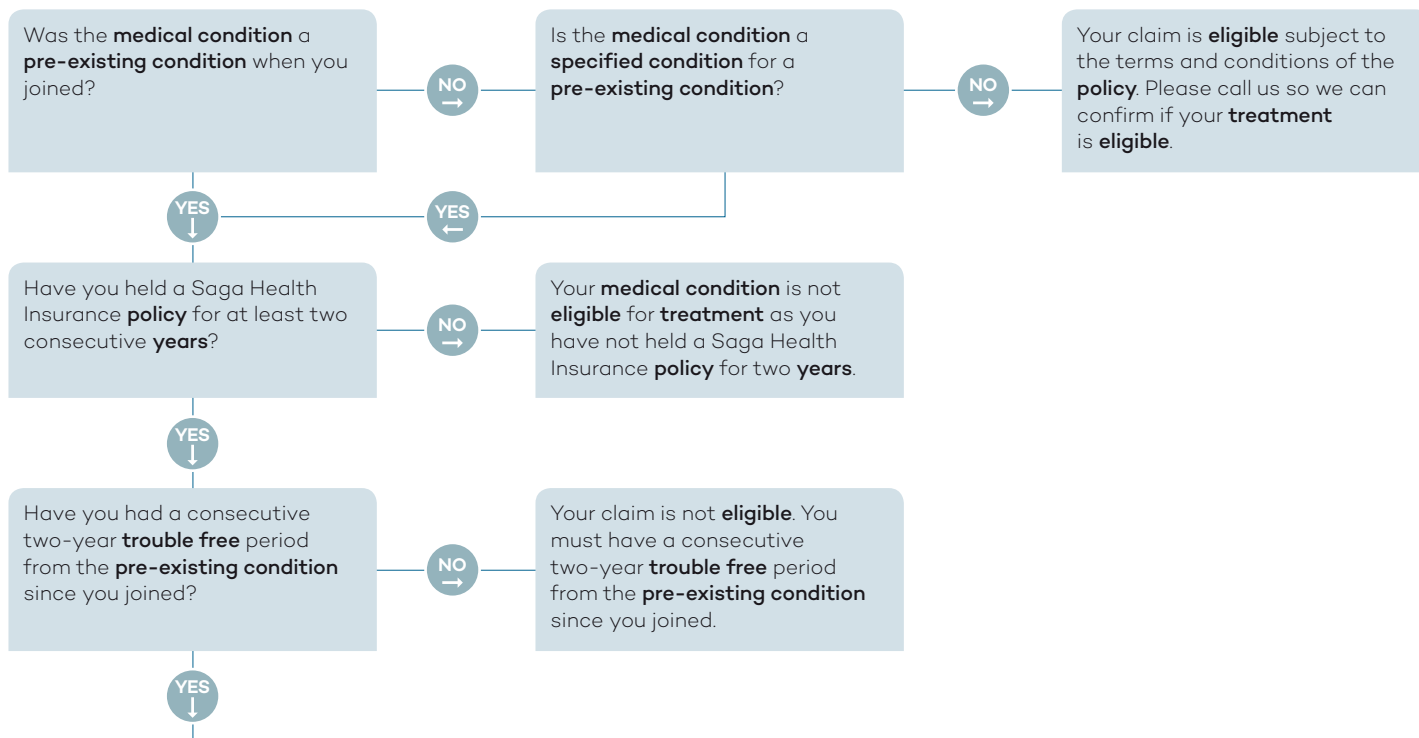 Was the medical condition a
pre-existing condition when you
joined?
NO
Is the medical condition a
specified condition for a
pre-existing condition?
NO
Your claim is eligible subject to
the terms and conditions of the
policy. Please call us so we can
confirm if your treatment
is eligible.
YES
YES
Have you held a Saga Health
Insurance policy for at least two
consecutive years?
NO
Your medical condition is not
eligible for treatment as you
have not held a Saga Health
Insurance policy for two years.
YES
Have you had a consecutive
two-year trouble free period
from the pre-existing condition
since you joined?
NO
Your claim is not eligible. You
must have a consecutive
two-year trouble free period
from the pre-existing condition
since you joined.
YES